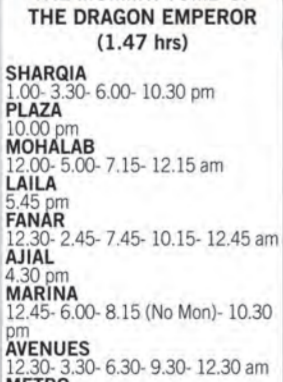 THE DRAGON EMPEROR
(1.47 hrs)
SHARQIA
1.00- 3.30- 6.00- 10.30 pm
PLAZA
10.00 pm
MOHALAB
12.00- 5.00- 7.15- 12.15 am
LAILA
5.45 pm
FANAR
12.30- 2.45- 7.45- 10.15- 12.45 am
AJIAL
4.30 pm
MARINA
12.45- 6.00- 8.15 (No Mon)- 10.30
pm
AVENUES
12.30- 3.30- 6.30- 9.30- 12.30 am
METRO